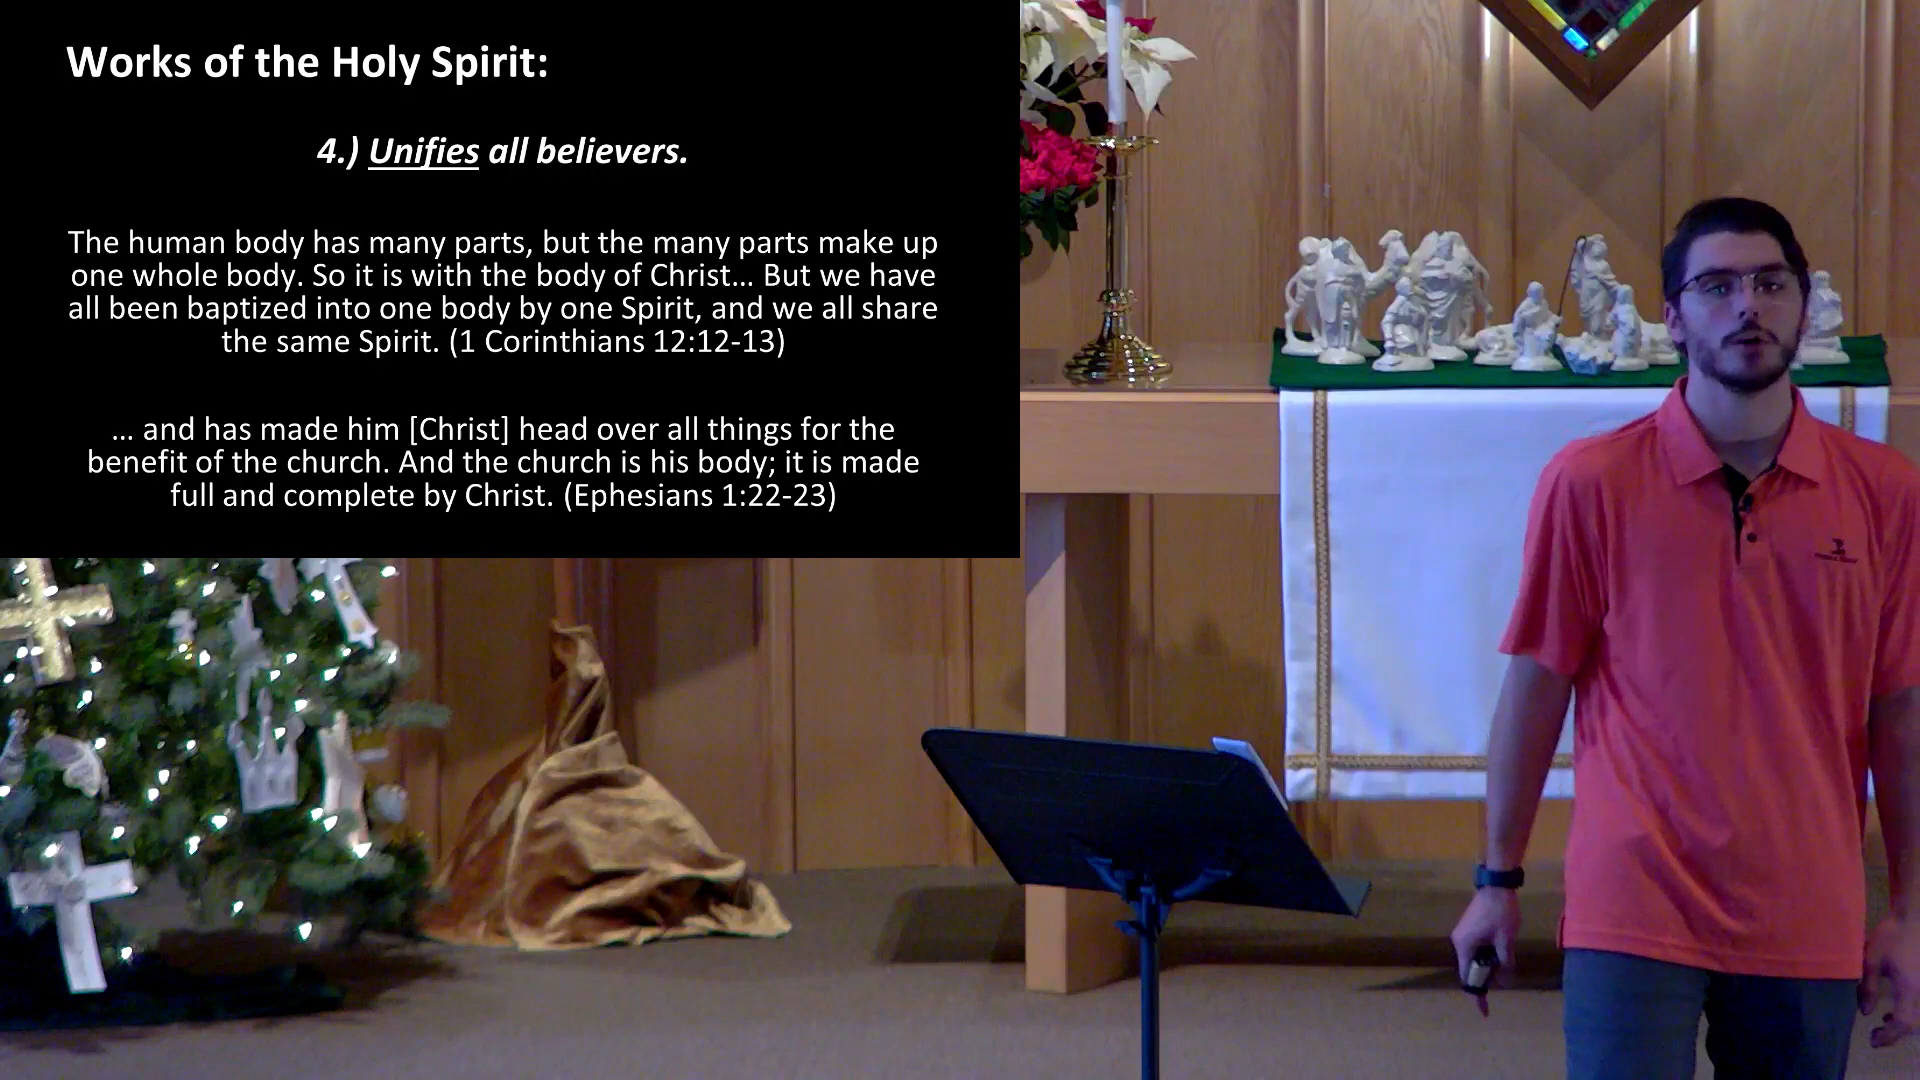 Works of the Holy Spirit:
4.) Unifies all believers.
The human body has many parts, but the many parts make up
one whole body. So it is with the body of Christ… But we have
all been baptized into one body by one Spirit, and we all share
the same Spirit. (1 Corinthians 12:12-13)
… and has made him [Christ] head over all things for the
benefit of the church. And the church is his body; it is made
full and complete by Christ. (Ephesians 1:22-23)